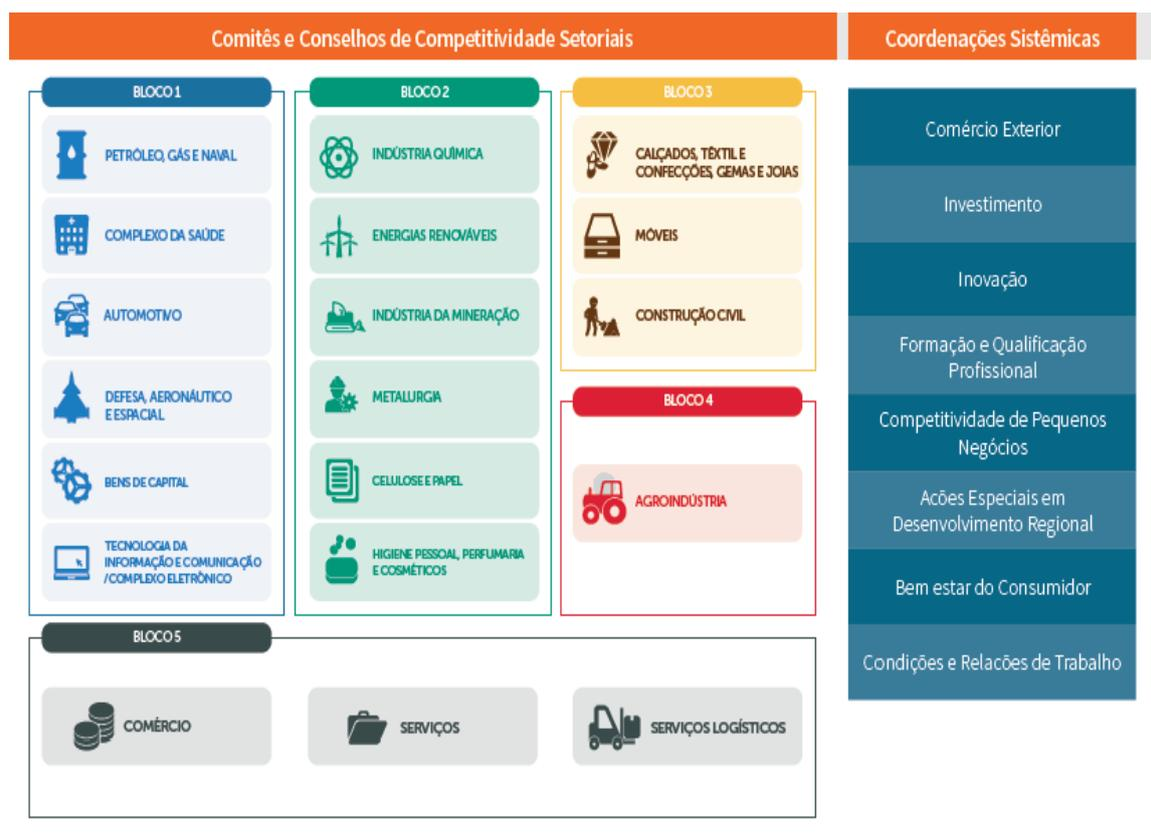 Comitês e Conselhos de Competitividade Setoriais
BLOCO 1
PETRÓLEO, GÁS E NAVAL
COMPLEXO DA SAÚDE
AUTOMOTIVO
DEFESA, AERONÁUTICO
E ESPACIAL
BENS DE CAPITAL
TECNOLOGIA DA
INFORMAÇÃO E COMUNICAÇÃO
/COMPLEXO ELETRÔNICO
BLOCO 2
INDÚSTRIA QUÍMICA
ENERGIAS RENOVÁVEIS
INDÚSTRIA DA MINERAÇÃO
METALURGIA
CELULOSE E PAPEL
HIGIENE PESSOAL, PERFUMARIA
E COSMÉTICOS
BLOCO 3
CALÇADOS, TÊXTIL E
CONFECÇÕES, GEMAS E JOIAS
MÓVEIS
CONSTRUÇÃO CIVIL
BLOCO 4
AGROINDÚSTRIA
BLOCO 5
COMÉRCIO
SERVIÇOS
SERVIÇOS LOGÍSTICOS
Coordenações Sistêmicas
Comércio Exterior
Investimento
Inovação
Formação e Qualificação
Profissional
Competitividade de Pequenos
Negócios
Acões Especiais em
Desenvolvimento Regional
Bem estar do Consumidor
Condições e Relacões de Trabalho